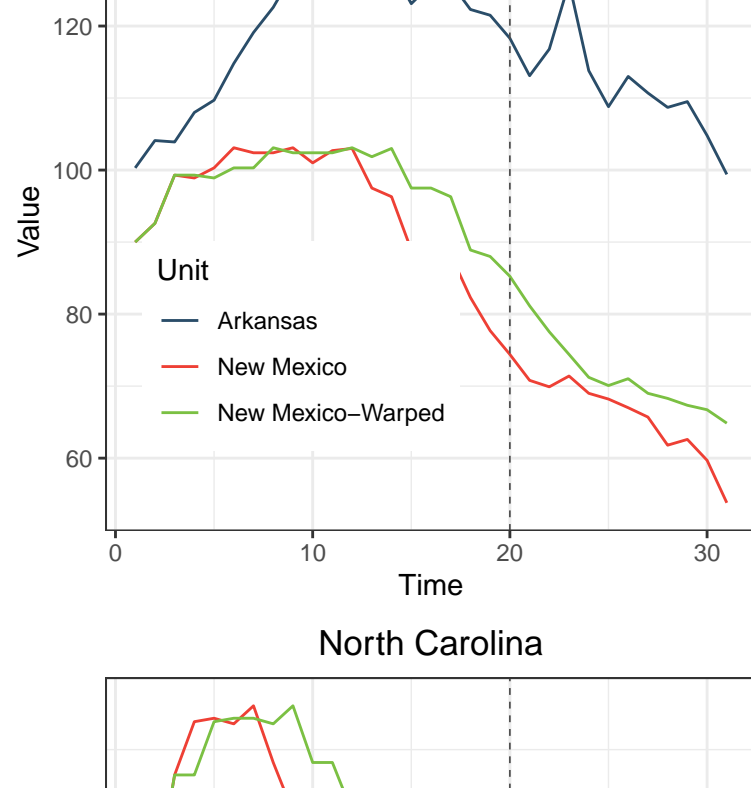 120
100
80
60
Value
Unit
Arkansas
New Mexico
New Mexico–Warped
0 10 20 30
Time
North Carolina